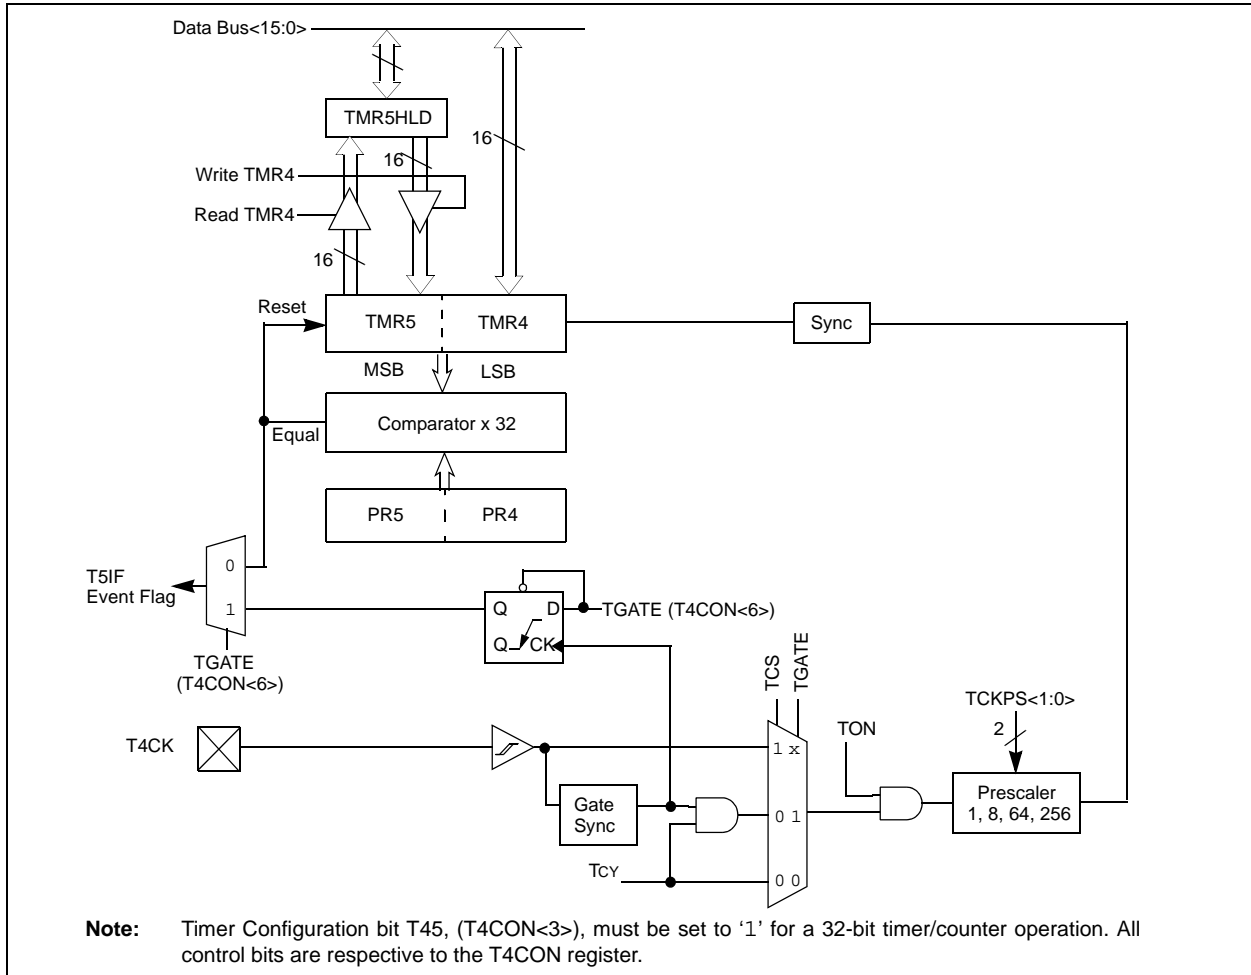 Data Bus<15:0>
TMR5HLD
16
16
Write TMR4
Read TMR4
16
Reset
TMR5
TMR4
Sync
MSB
LSB
Equal
Comparator x 32
PR5
PR4
0
T5IF
Event Flag
1
Q
D
TGATE (T4CON<6>)
Q
CK
TGATE
(T4CON<6>)
TCS
TGATE
TCKPS<1:0>
2
TON
T4CK
1 x
Gate
Sync
0 1
Prescaler
1, 8, 64, 256
TCY
0 0
Note: Timer Configuration bit T45, (T4CON<3>), must be set to ‘1’ for a 32-bit timer/counter operation. All
control bits are respective to the T4CON register.